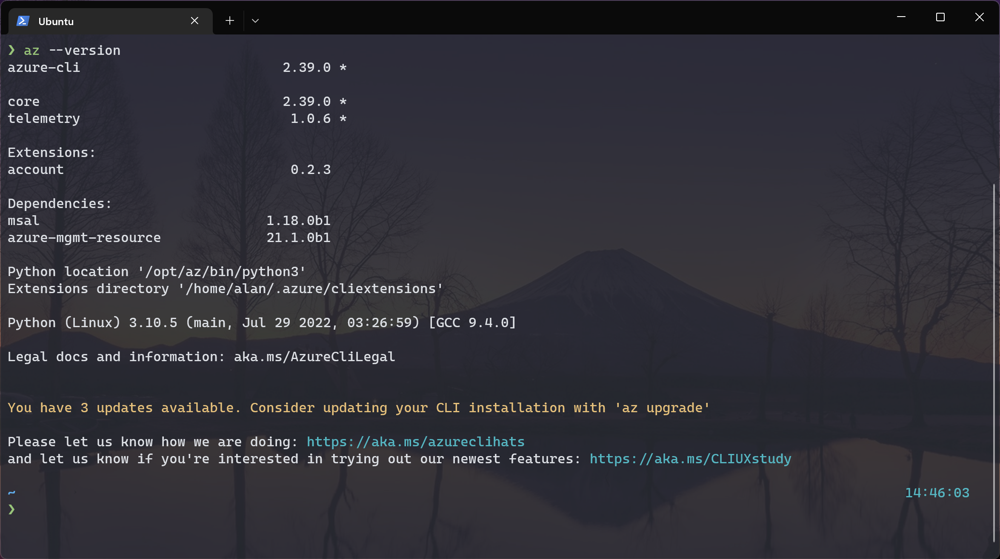 Ubuntu
❯ az --version
azure-cli                         2.39.0 *
core                              2.39.0 *
telemetry                          1.0.6 *
Extensions:
account                            0.2.3
Dependencies:
msal                            1.18.0b1
azure-mgmt-resource             21.1.0b1
Python location '/opt/az/bin/python3'
Extensions directory '/home/alan/.azure/cliextensions'
Python (Linux) 3.10.5 (main, Jul 29 2022, 03:26:59) [GCC 9.4.0]
Legal docs and information: aka.ms/AzureCliLegal
You have 3 updates available. Consider updating your CLI installation with 'az upgrade'
Please let us know how we are doing: https://aka.ms/azureclihats
and let us know if you're interested in trying out our newest features: https://aka.ms/CLIUXstudy
~ 14:46:03
❯